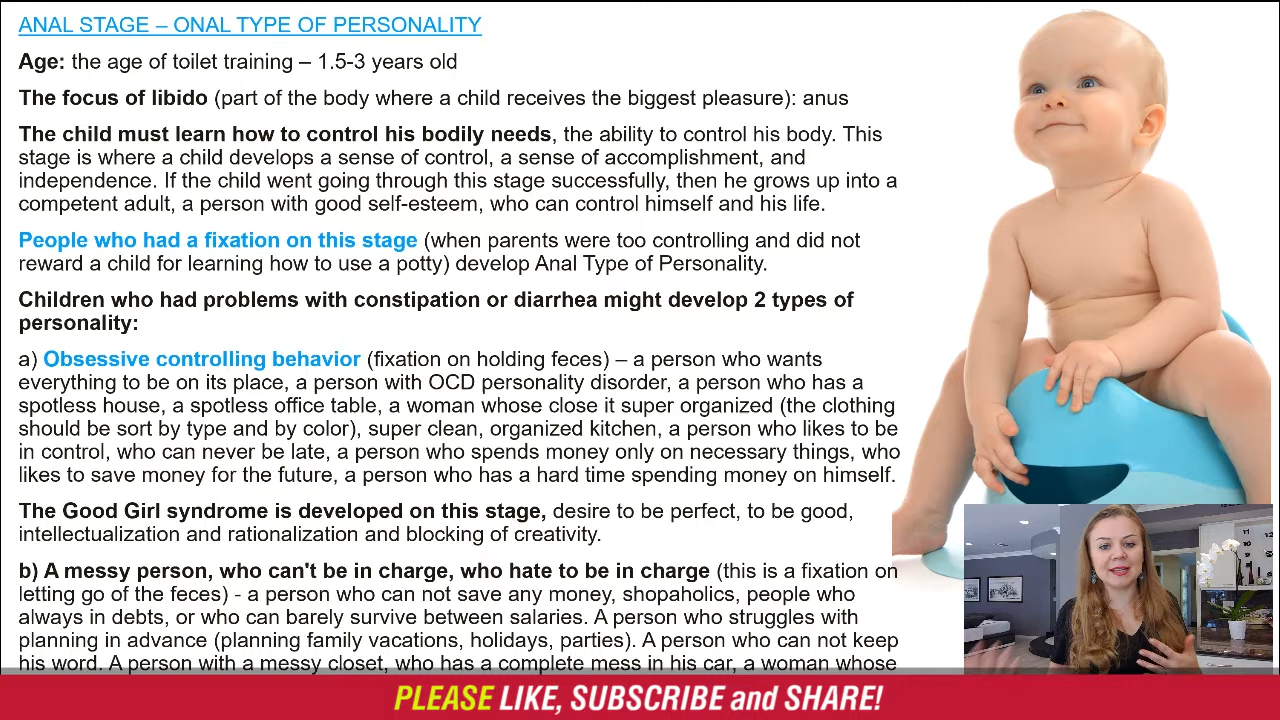 ANAL STAGE – ONAL TYPE OF PERSONALITY
Age: the age of toilet training – 1.5-3 years old
The focus of libido (part of the body where a child receives the biggest pleasure): anus
The child must learn how to control his bodily needs, the ability to control his body. This
stage is where a child develops a sense of control, a sense of accomplishment, and
independence. If the child went going through this stage successfully, then he grows up into a
competent adult, a person with good self-esteem, who can control himself and his life.
People who had a fixation on this stage (when parents were too controlling and did not
reward a child for learning how to use a potty) develop Anal Type of Personality.
Children who had problems with constipation or diarrhea might develop 2 types of
personality:
a) Obsessive controlling behavior (fixation on holding feces) – a person who wants
everything to be on its place, a person with OCD personality disorder, a person who has a
spotless house, a spotless office table, a woman whose close it super organized (the clothing
should be sort by type and by color), super clean, organized kitchen, a person who likes to be
in control, who can never be late, a person who spends money only on necessary things, who
likes to save money for the future, a person who has a hard time spending money on himself.
The Good Girl syndrome is developed on this stage, desire to be perfect, to be good,
intellectualization and rationalization and blocking of creativity.
b) A messy person, who can't be in charge, who hate to be in charge (this is a fixation on
letting go of the feces) - a person who can not save any money, shopaholics, people who
always in debts, or who can barely survive between salaries. A person who struggles with
planning in advance (planning family vacations, holidays, parties). A person who can not keep
his word. A person with a messy closet, who has a complete mess in his car, a woman whose
PLEASE LIKE, SUBSCRIBE and SHARE!